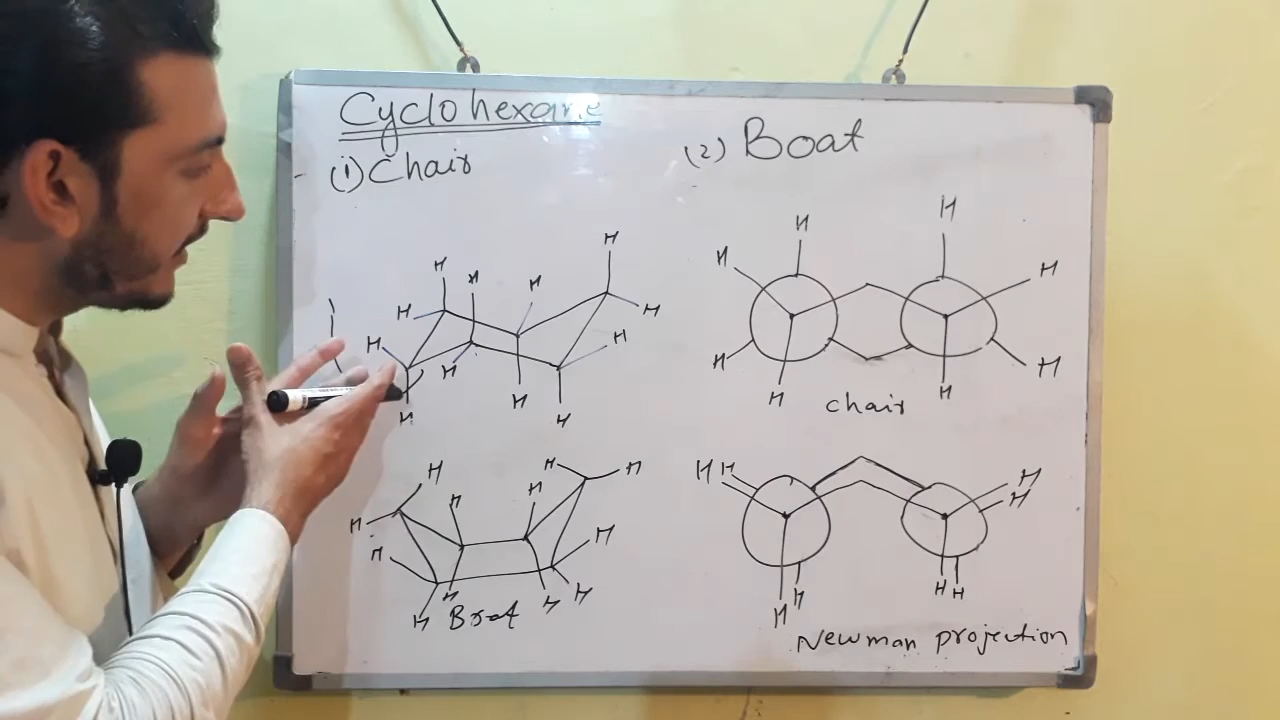 Cyclohexane
(1) Chair
(2) Boat
H H H H H H H H H H H H
H H H H H H H H
chair
H H H H H H H H H H H H
Boat
H H H H H H H H
Newman projection